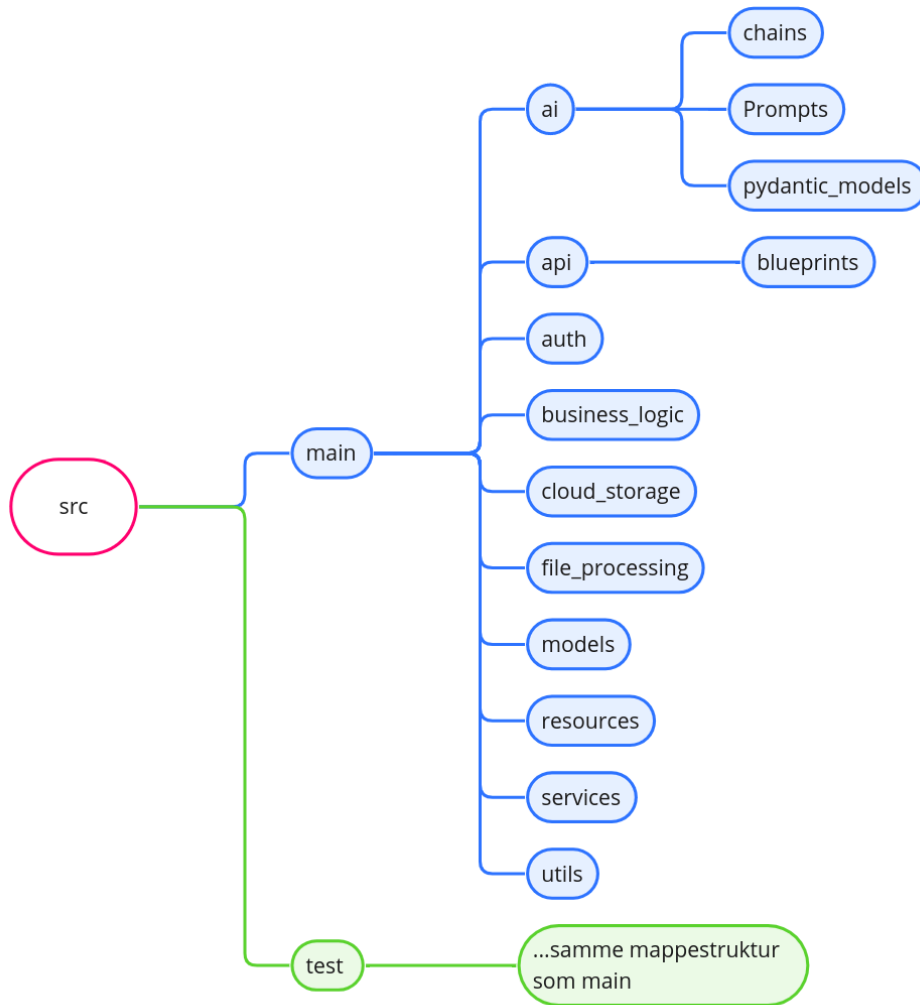 chains
ai
Prompts
pydantic_models
api
blueprints
auth
business_logic
main
cloud_storage
src
file_processing
models
resources
services
utils
test
...samme mappestruktur
som main